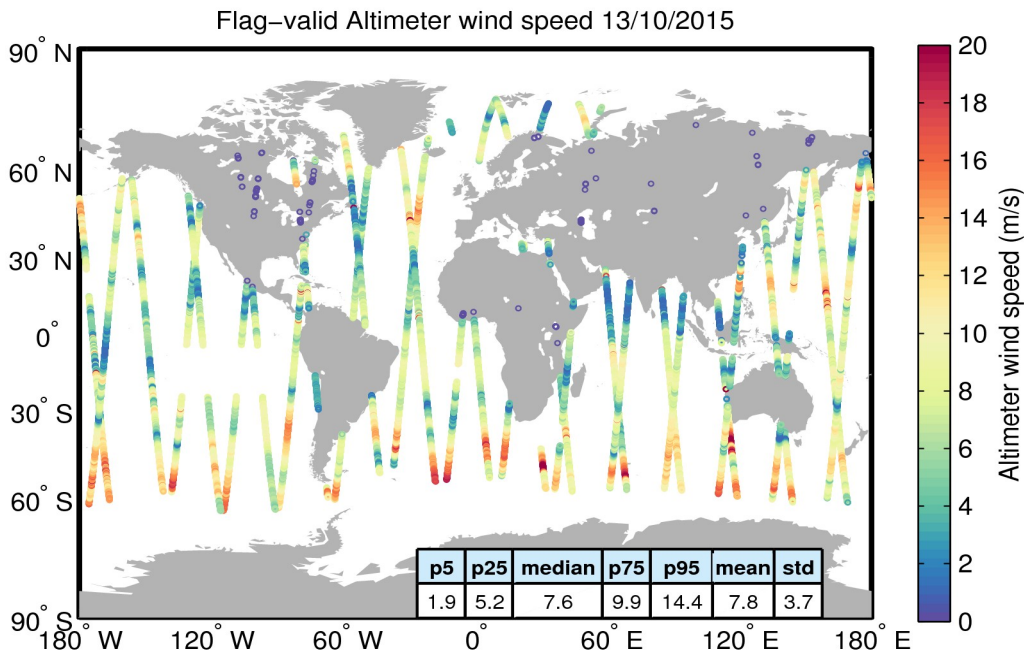 Flag−valid Altimeter wind speed 13/10/2015
90° N
60° N
30° N
0°
30° S
60° S
90° S
180° W
120° W
60° W
0°
60° E
120° E
180° E
p5 p25 median p75 p95 mean std
1.9 5.2 7.6 9.9 14.4 7.8 3.7
20
18
16
14
12
10
8
6
4
2
0
Altimeter wind speed (m/s)